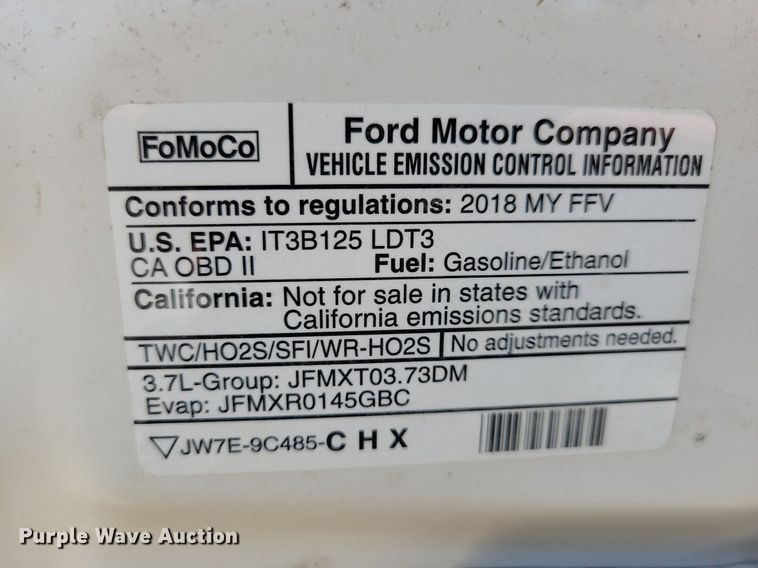 FoMoCo
Ford Motor Company
VEHICLE EMISSION CONTROL INFORMATION
Conforms to regulations: 2018 MY FFV
U.S. EPA: IT3B125 LDT3
CA OBD II Fuel: Gasoline/Ethanol
California: Not for sale in states with
California emissions standards.
TWC/HO2S/SFI/WR-HO2S No adjustments needed.
3.7L-Group: JFMXT03.73DM
Evap: JFMXR0145GBC
▽JW7E-9C485-C H X
Purple Wave Auction